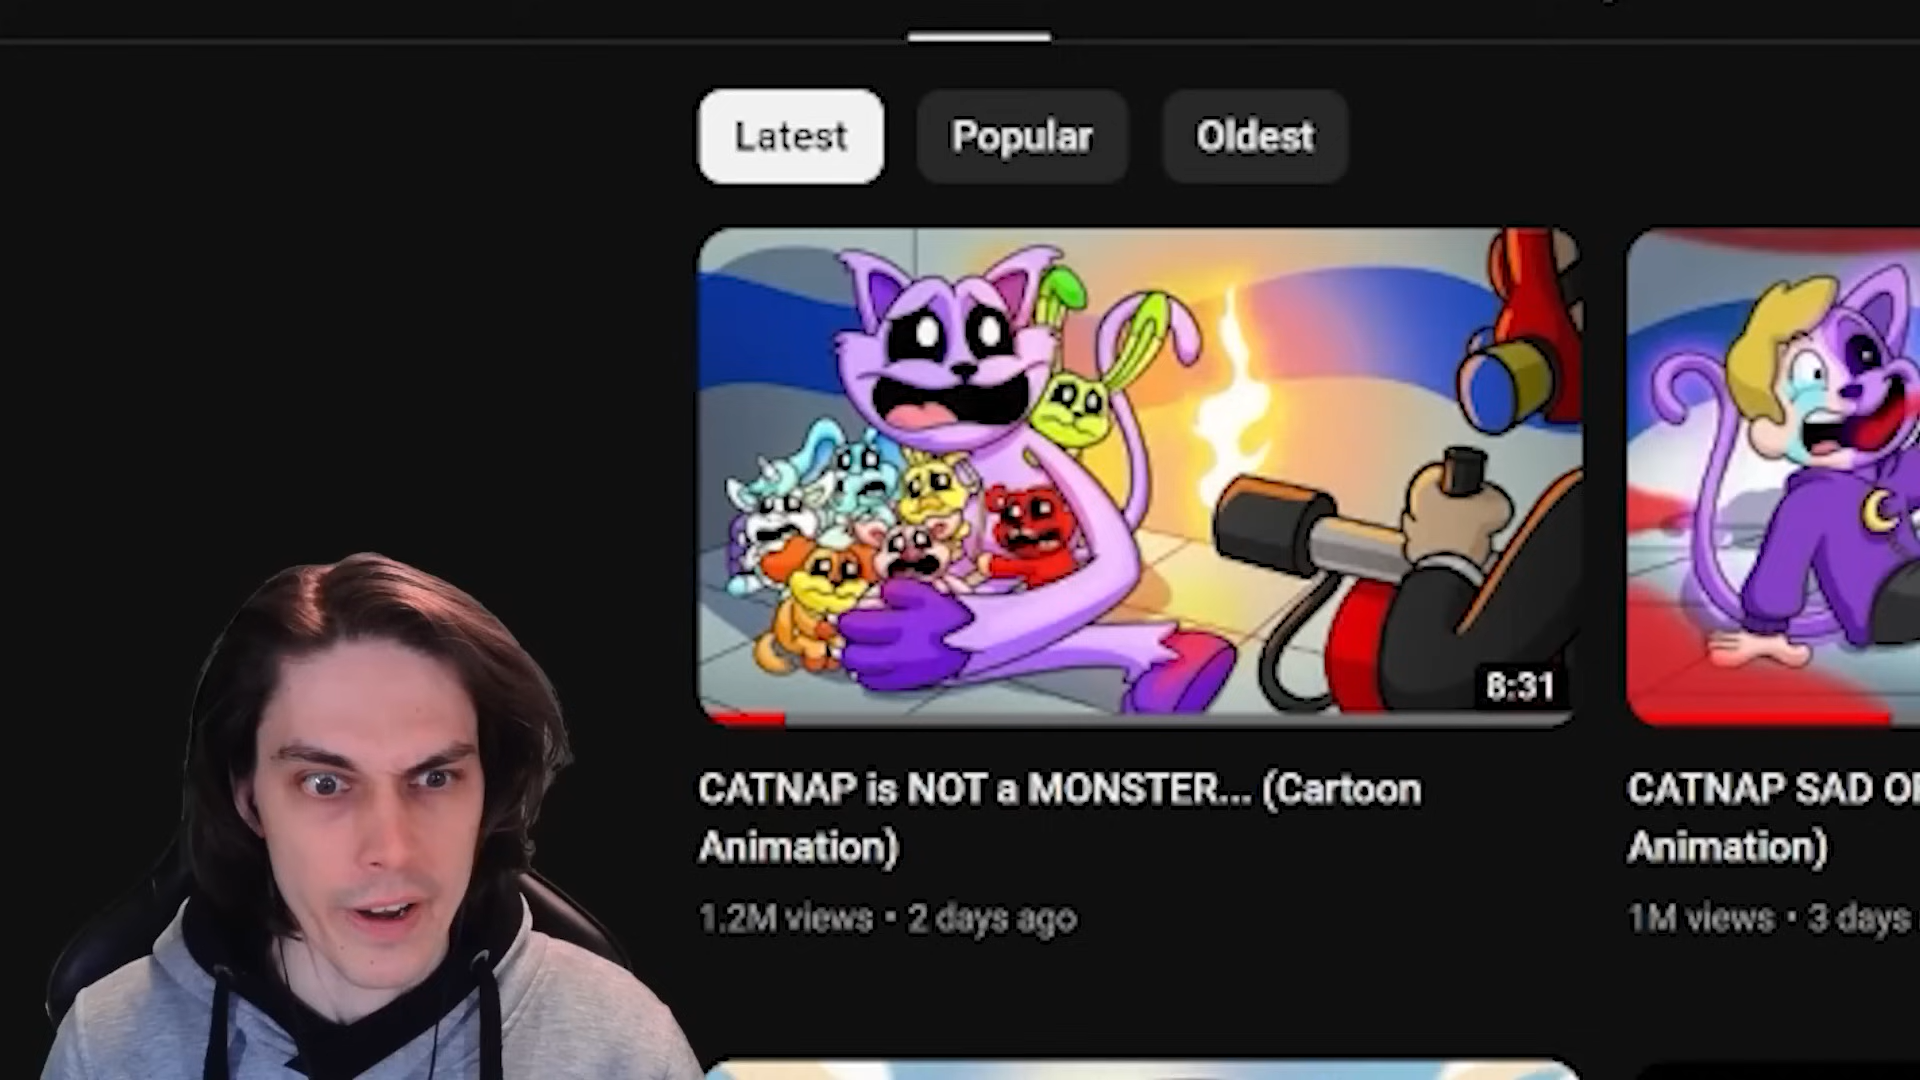 Latest Popular Oldest
8:31
CATNAP is NOT a MONSTER... (Cartoon
Animation)
1.2M views • 2 days ago
CATNAP SAD
Animation)
1M views • 3 days